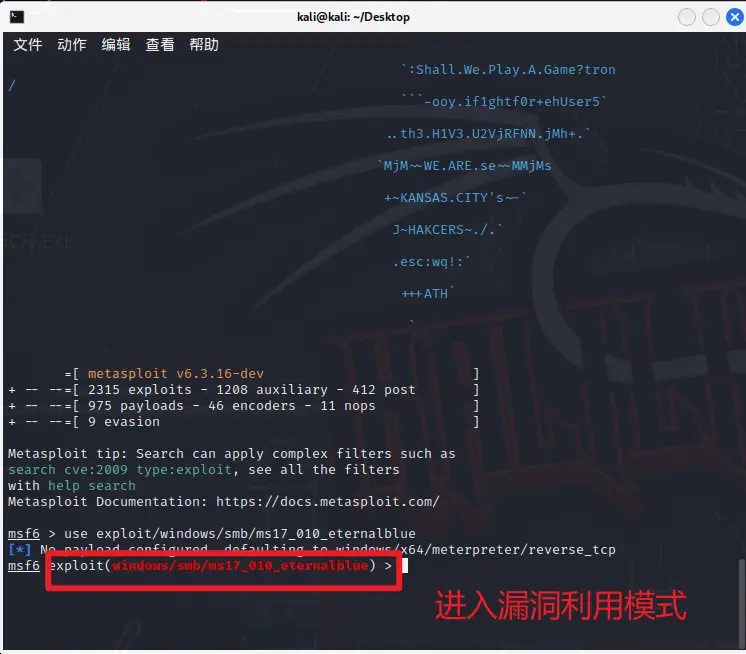 kali@kali: ~/Desktop
文件 动作 编辑 查看 帮助
`:Shall.We.Play.A.Game?tron
/
```-ooy.if1ghtf0r+ehUser5`
..th3.H1V3.U2VjRFNN.jMh+.`
`MjM~~WE.ARE.se~~MMjMs
+~KANSAS.CITY's~-`
J~HAKCERS~./.`
.esc:wq!:`
+++ATH`
`
=[ metasploit v6.3.16-dev ]
+ -- --=[ 2315 exploits - 1208 auxiliary - 412 post ]
+ -- --=[ 975 payloads - 46 encoders - 11 nops ]
+ -- --=[ 9 evasion ]
Metasploit tip: Search can apply complex filters such as
search cve:2009 type:exploit, see all the filters
with help search
Metasploit Documentation: https://docs.metasploit.com/
msf6 > use exploit/windows/smb/ms17_010_eternalblue
[*] No payload configured, defaulting to windows/x64/meterpreter/reverse_tcp
msf6 exploit(windows/smb/ms17_010_eternalblue) >
进入漏洞利用模式